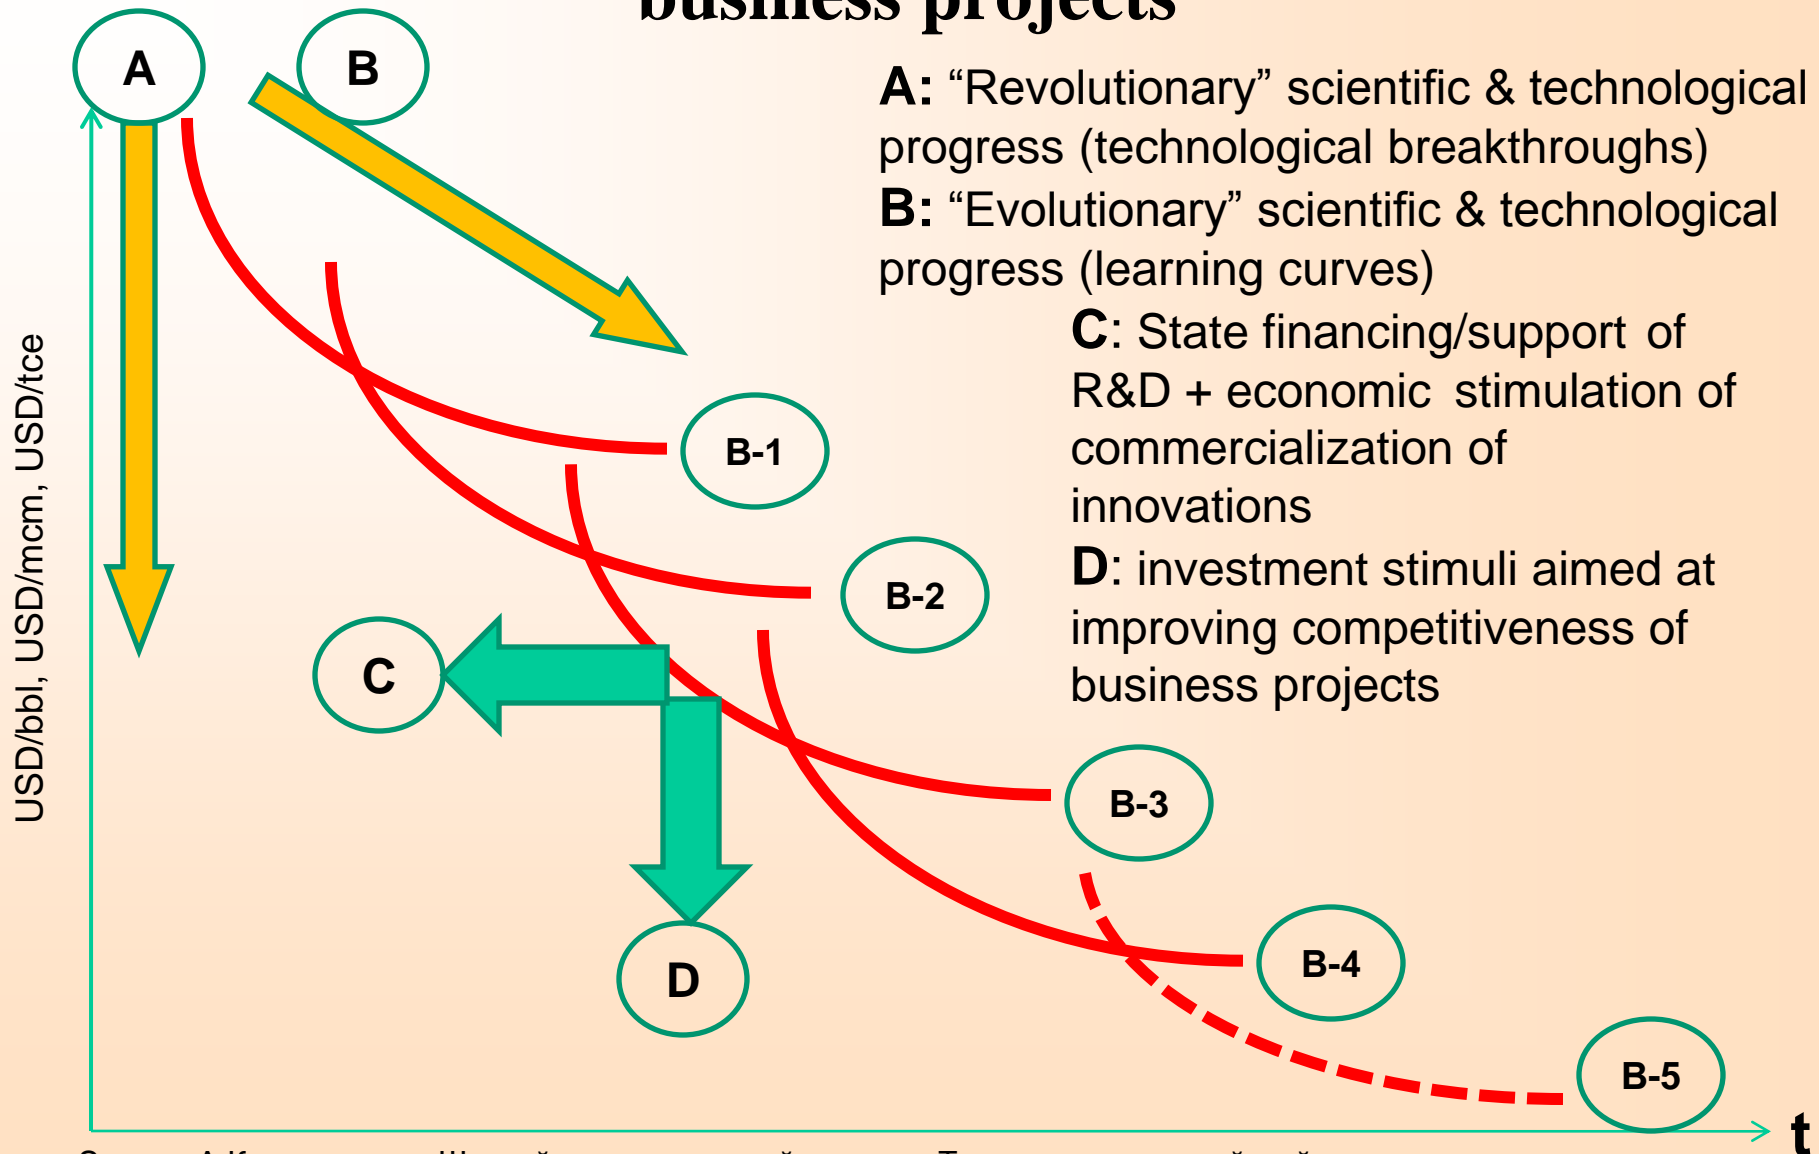 business projects
A
B
A: “Revolutionary” scientific & technological
progress (technological breakthroughs)
B: “Evolutionary” scientific & technological
progress (learning curves)
C: State financing/support of
R&D + economic stimulation of
commercialization of
innovations
D: investment stimuli aimed at
improving competitiveness of
business projects
USD/bbl, USD/mcm, USD/tce
B-1
B-2
C
B-3
D
B-4
B-5
t